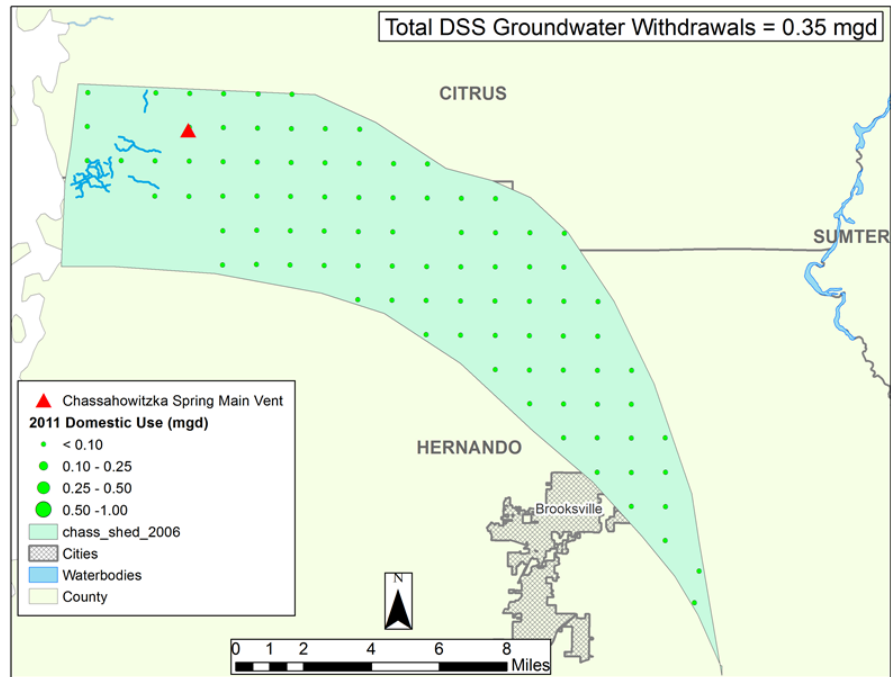 Total DSS Groundwater Withdrawals = 0.35 mgd
CITRUS
SUMTER
HERNANDO
Brooksville
Chassahowitzka Spring Main Vent
2011 Domestic Use (mgd)
< 0.10
0.10 - 0.25
0.25 - 0.50
0.50 -1.00
chass_shed_2006
Cities
Waterbodies
County
N
0 1 2 4 6 8
Miles